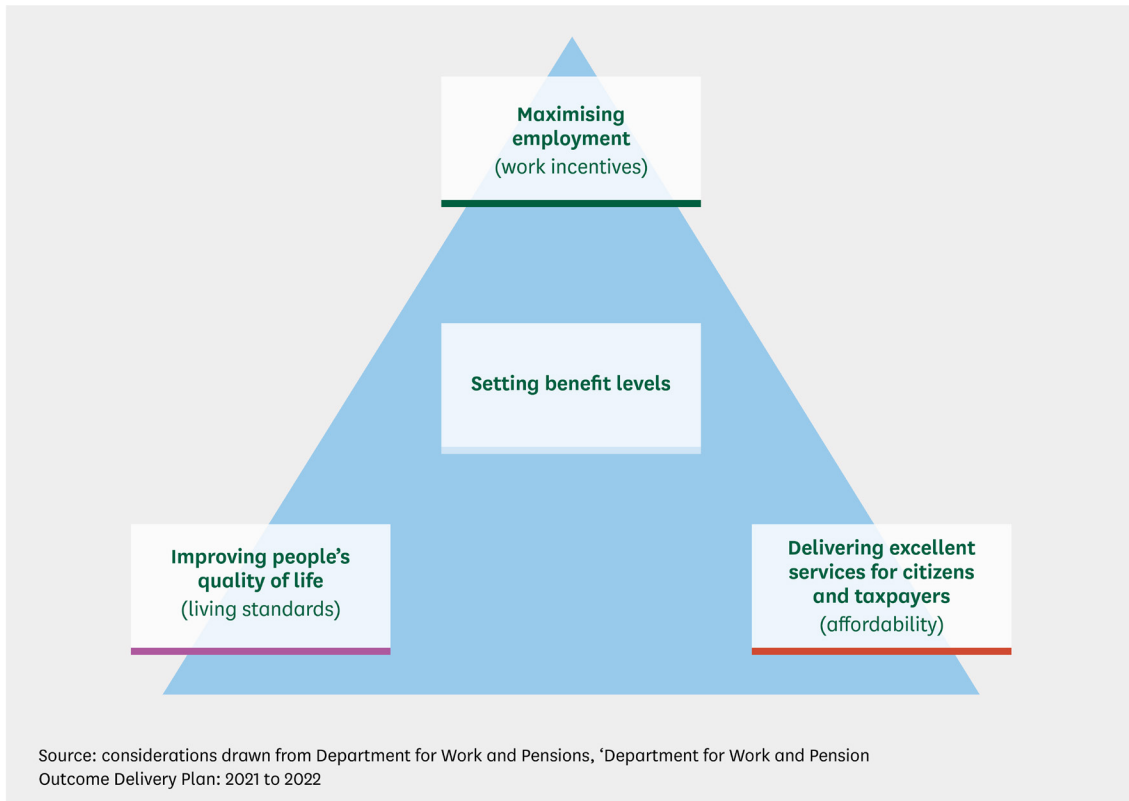 Maximising
employment
(work incentives)
Setting benefit levels
Improving people’s
quality of life
(living standards)
Delivering excellent
services for citizens
and taxpayers
(affordability)
Source: considerations drawn from Department for Work and Pensions, ‘Department for Work and Pension
Outcome Delivery Plan: 2021 to 2022